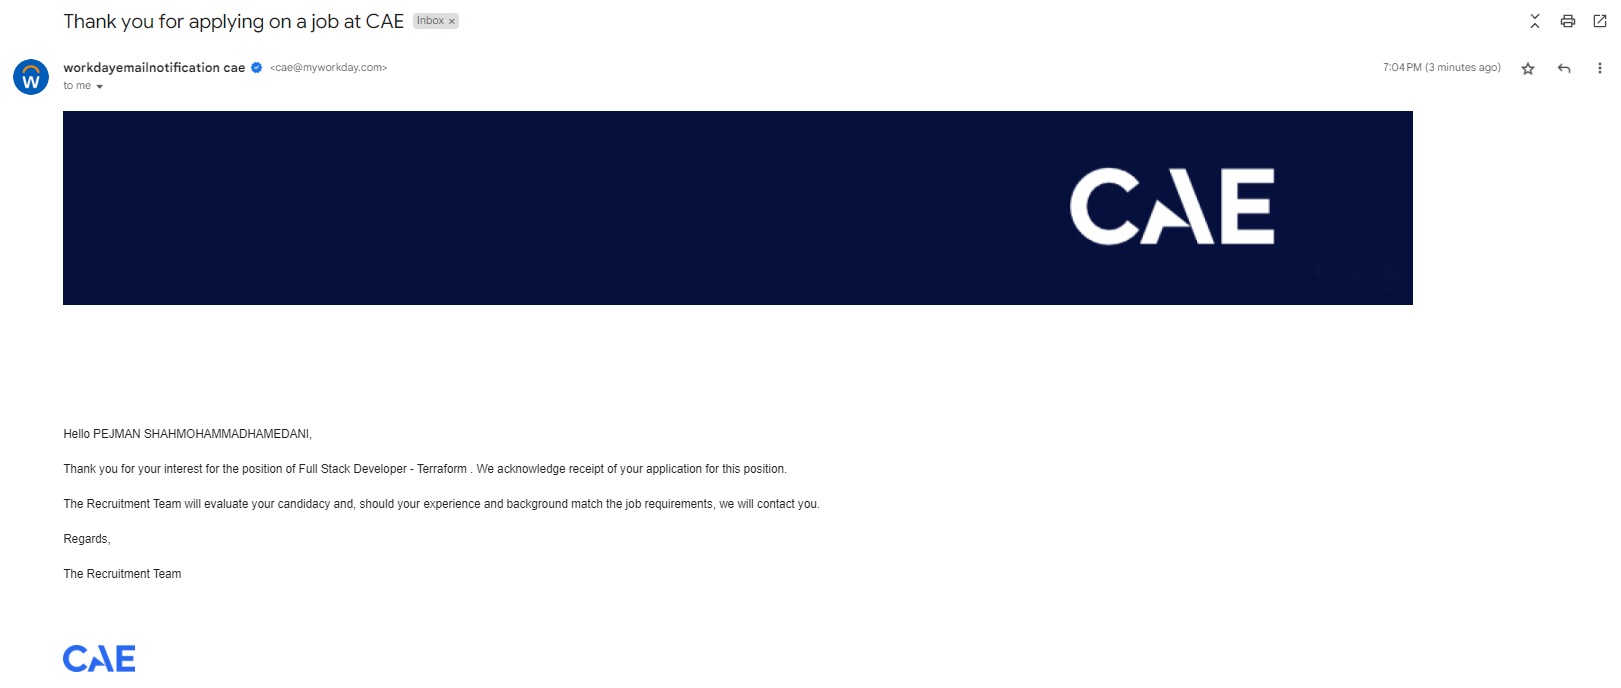 Thank you for applying on a job at CAE Inbox ×
workdayemailnotification cae <cae@myworkday.com> 7:04 PM (3 minutes ago)
to me
W
CAE
Hello PEJMAN SHAHMOHAMMADHAMEDANI,
Thank you for your interest for the position of Full Stack Developer - Terraform . We acknowledge receipt of your application for this position.
The Recruitment Team will evaluate your candidacy and, should your experience and background match the job requirements, we will contact you.
Regards,
The Recruitment Team
CAE